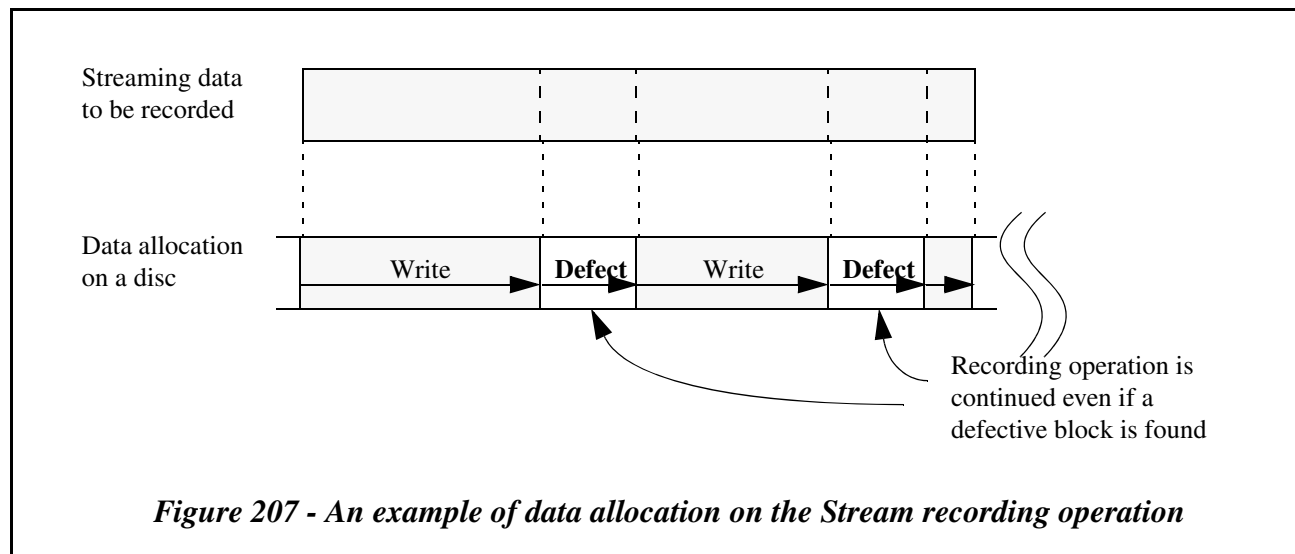 Streaming data
to be recorded
Data allocation
on a disc
Write
Defect
Write
Defect
Recording operation is
continued even if a
defective block is found
Figure 207 - An example of data allocation on the Stream recording operation